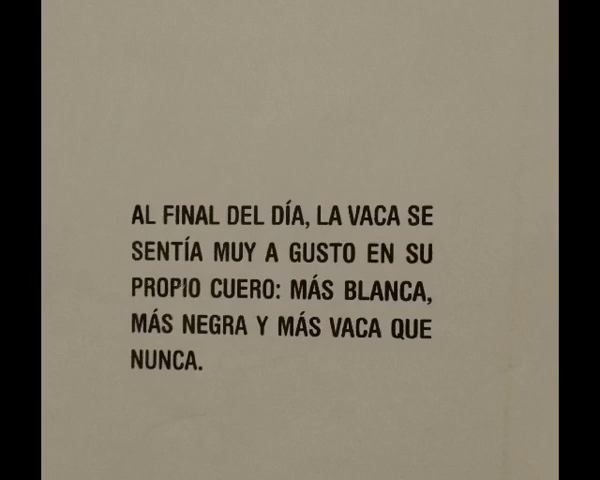 AL FINAL DEL DÍA, LA VACA SE
SENTÍA MUY A GUSTO EN SU
PROPIO CUERO: MÁS BLANCA,
MÁS NEGRA Y MÁS VACA QUE
NUNCA.